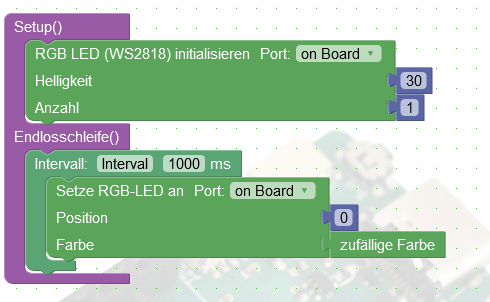 Setup()
RGB LED (WS2818) initialisieren Port: on Board
Helligkeit 30
Anzahl 1
Endlosschleife()
Intervall: Interval 1000 ms
Setze RGB-LED an Port: on Board
Position 0
Farbe zufällige Farbe